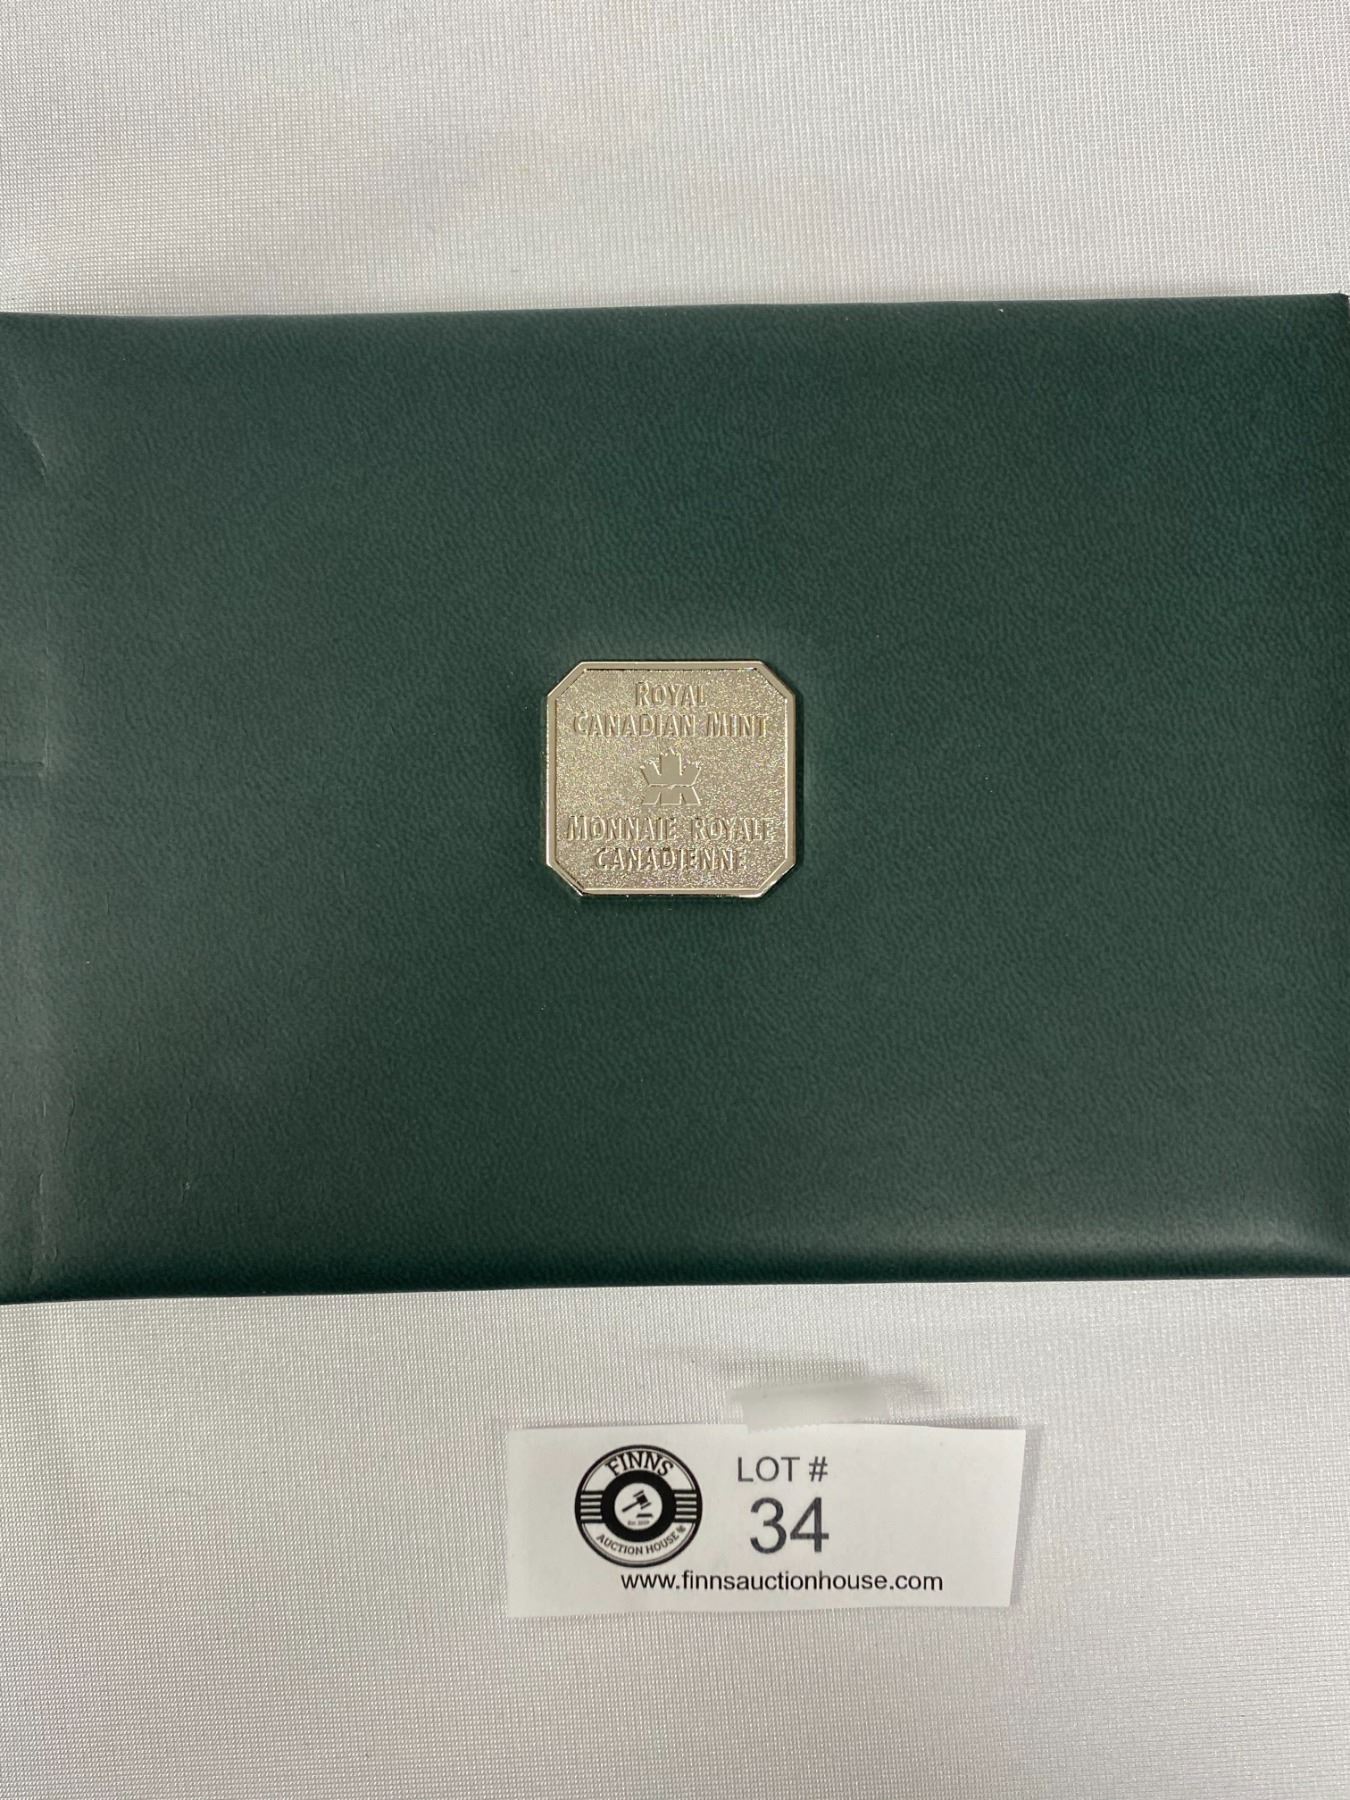 ROYAL
CANADIAN MINT
MONNAIE ROYALE
CANADIENNE
FINNS
AUCTION HOUSE
LOT #
34
www.finnsauctionhouse.com